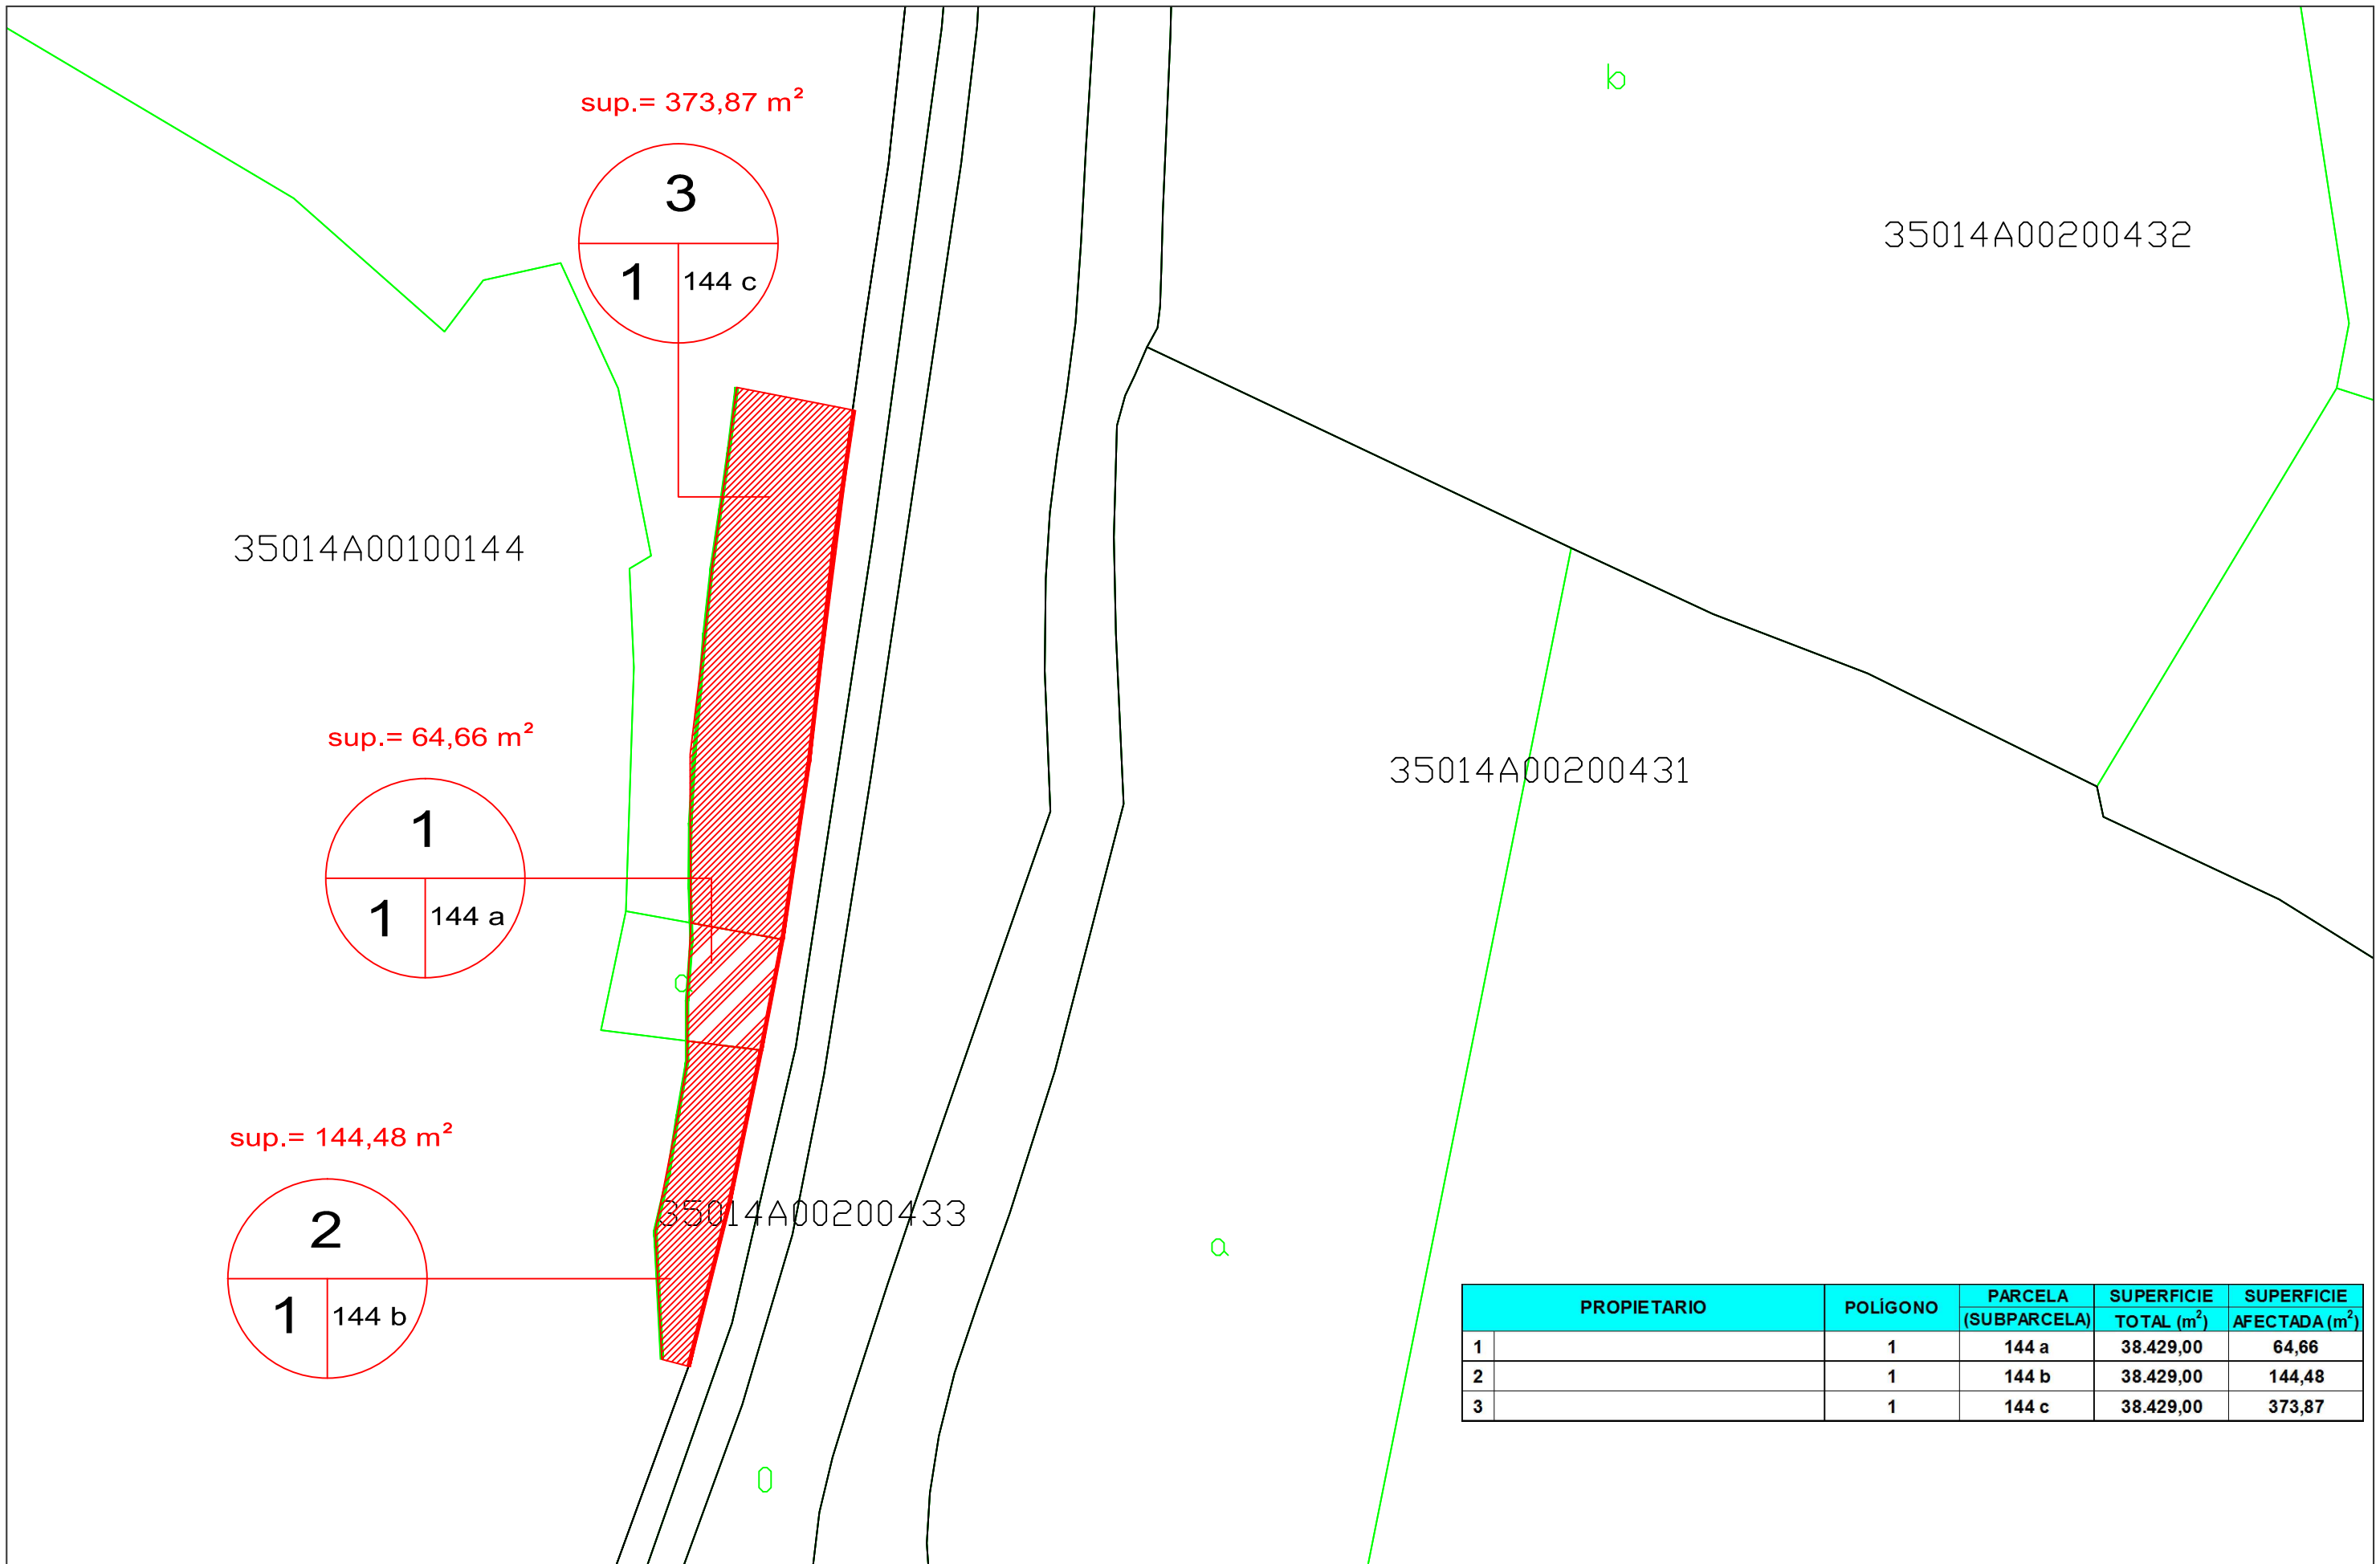 b
sup.= 373,87 m²
3
1 144 c
35014A00200432
35014A00100144
sup.= 64,66 m²
1
1 144 a
35014A00200431
a
sup.= 144,48 m²
2
1 144 b
35014A00200433
a
0
PROPIETARIO POLÍGONO PARCELA (SUBPARCELA) SUPERFICIE TOTAL (m²) SUPERFICIE AFECTADA (m²)
1 1 144 a 38.429,00 64,66
2 1 144 b 38.429,00 144,48
3 1 144 c 38.429,00 373,87